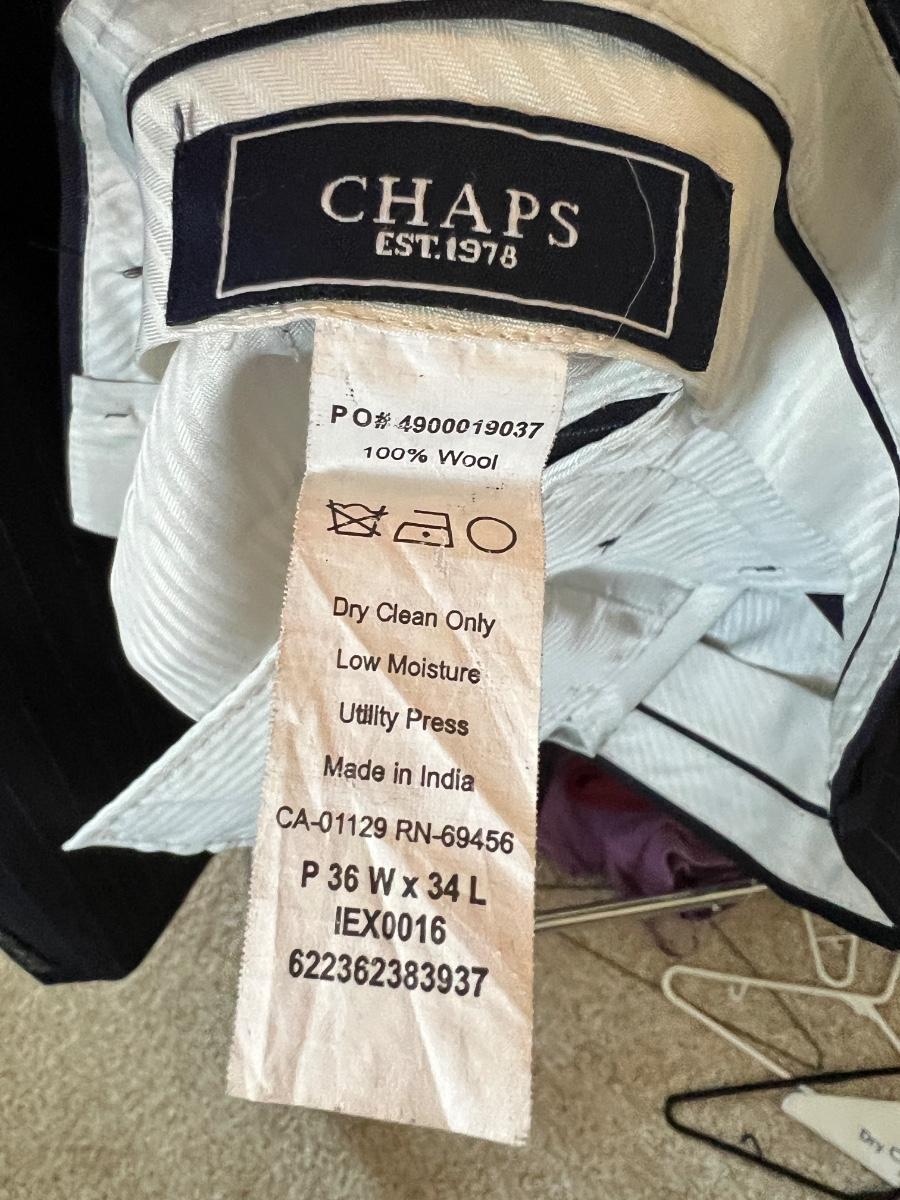 CHAPS
EST.1978
PO# 4900019037
100% Wool
Dry Clean Only
Low Moisture
Utility Press
Made in India
CA-01129 RN-69456
P 36 W x 34 L
IEX0016
622362383937
Dry